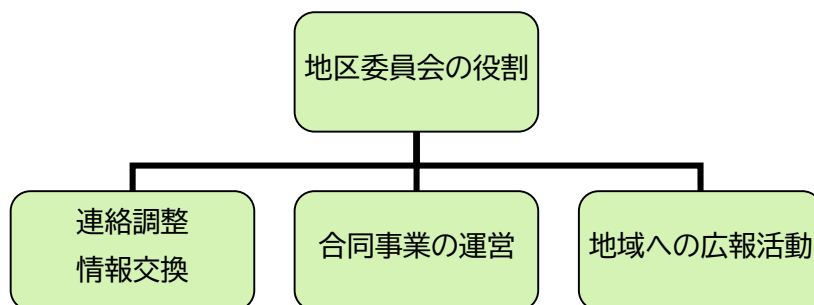 地区委員会の役割
連絡調整
情報交換
合同事業の運営
地域への広報活動